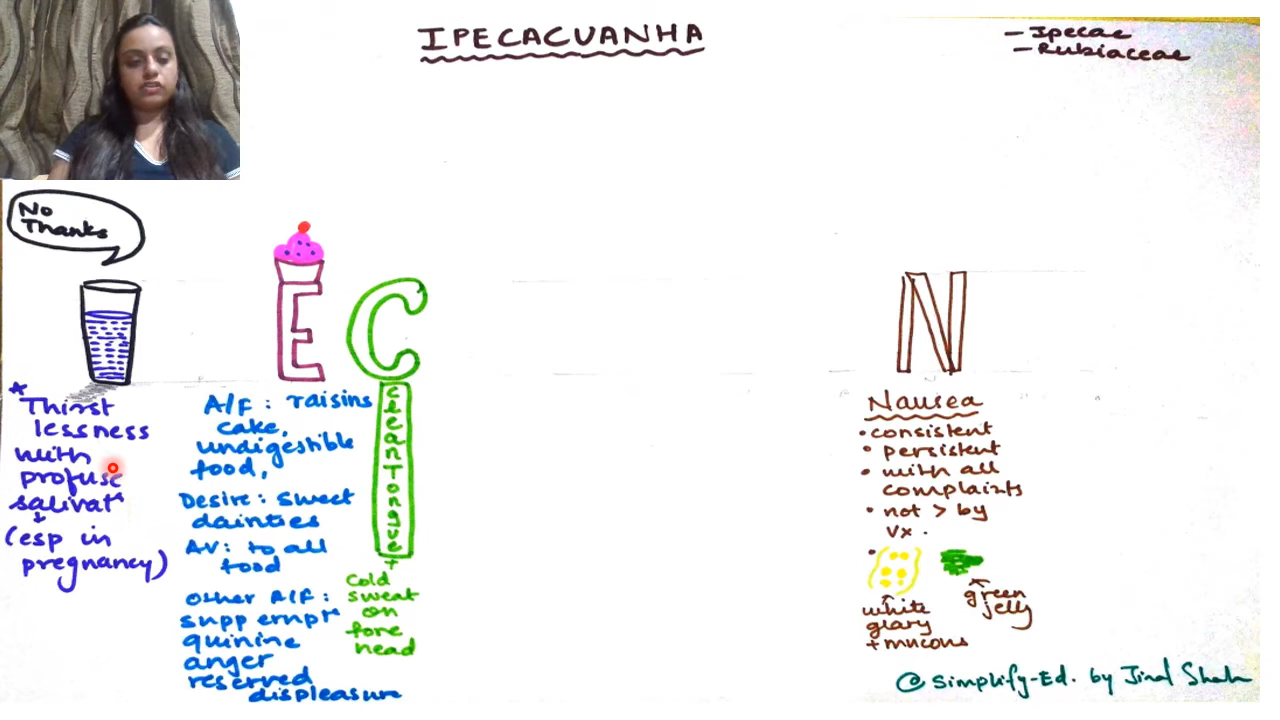 IPECACUANHA
- Ipecac
- Rubiaceae
No
Thanks
* Thirst
lessness
with
profuse
salivatn
(esp in
pregnancy)
E
A/F : raisins
cake,
undigestible
food,
Desire : sweet
dainties
AV : to all
food
other A/F :
supp erupn
quinine
anger
reserved
displeasure
C
cleanTongue
+
cold
sweat
on
fore
head
N
Nausea
• consistent
• persistent
• with all
complaints
• not > by
Vx .
•
white
glary
+ mucous
green
jelly
@ Simplify-Ed. by Jinal Shah